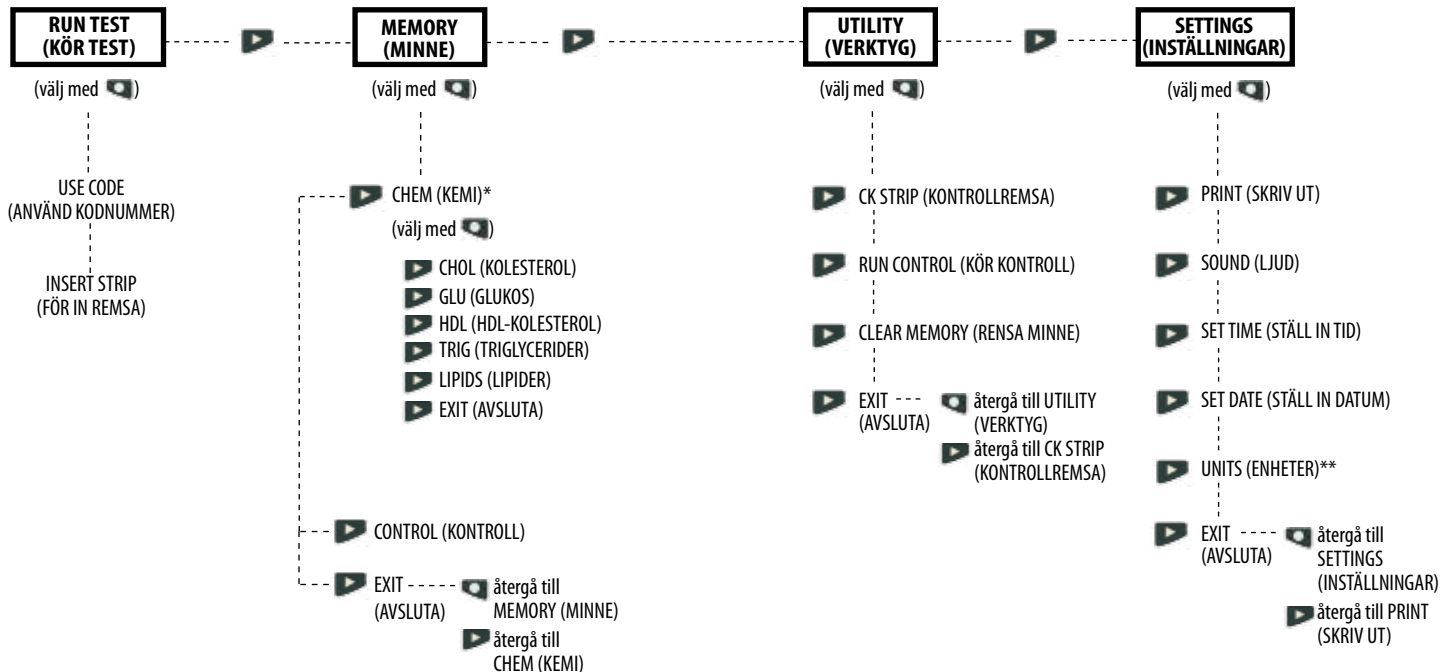 RUN TEST
(KÖR TEST)
(välj med )
USE CODE
(ANVÄND KODNUMMER)
INSERT STRIP
(FÖR IN REMSA)
MEMORY
(MINNE)
(välj med )
CHEM (KEMI)*
(välj med )
CHOL (KOLESTEROL)
GLU (GLUKOS)
HDL (HDL-KOLESTEROL)
TRIG (TRIGLYCERIDER)
LIPIDS (LIPIDER)
EXIT (AVSLUTA)
CONTROL (KONTROLL)
EXIT
(AVSLUTA)
återgå till
MEMORY (MINNE)
återgå till
CHEM (KEMI)
UTILITY
(VERKTYG)
(välj med )
CK STRIP (KONTROLLREMSA)
RUN CONTROL (KÖR KONTROLL)
CLEAR MEMORY (RENSA MINNE)
EXIT
(AVSLUTA)
återgå till UTILITY
(VERKTYG)
återgå till CK STRIP
(KONTROLLREMSA)
SETTINGS
(INSTÄLLNINGAR)
(välj med )
PRINT (SKRIV UT)
SOUND (LJUD)
SET TIME (STÄLL IN TID)
SET DATE (STÄLL IN DATUM)
UNITS (ENHETER)**
EXIT
(AVSLUTA)
återgå till
SETTINGS
(INSTÄLLNINGAR)
återgå till PRINT
(SKRIV UT)